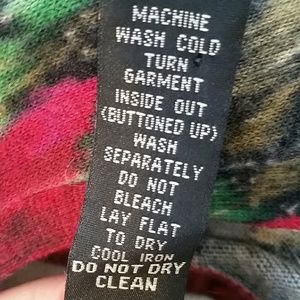 MACHINE
WASH COLD
TURN
GARMENT
INSIDE OUT
(BUTTONED UP)
WASH
SEPARATELY
DO NOT
BLEACH
LAY FLAT
TO DRY
COOL IRON
DO NOT DRY
CLEAN